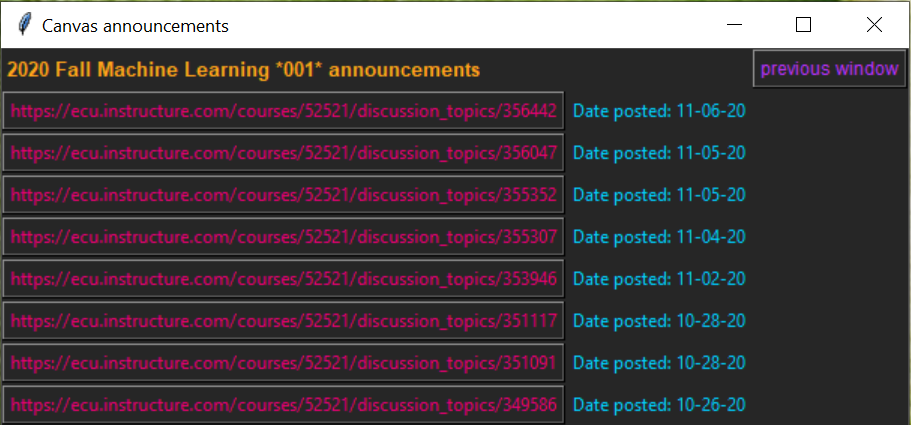 Canvas announcements
2020 Fall Machine Learning *001* announcements previous window
https://ecu.instructure.com/courses/52521/discussion_topics/356442 Date posted: 11-06-20
https://ecu.instructure.com/courses/52521/discussion_topics/356047 Date posted: 11-05-20
https://ecu.instructure.com/courses/52521/discussion_topics/355352 Date posted: 11-05-20
https://ecu.instructure.com/courses/52521/discussion_topics/355307 Date posted: 11-04-20
https://ecu.instructure.com/courses/52521/discussion_topics/353946 Date posted: 11-02-20
https://ecu.instructure.com/courses/52521/discussion_topics/351117 Date posted: 10-28-20
https://ecu.instructure.com/courses/52521/discussion_topics/351091 Date posted: 10-28-20
https://ecu.instructure.com/courses/52521/discussion_topics/349586 Date posted: 10-26-20